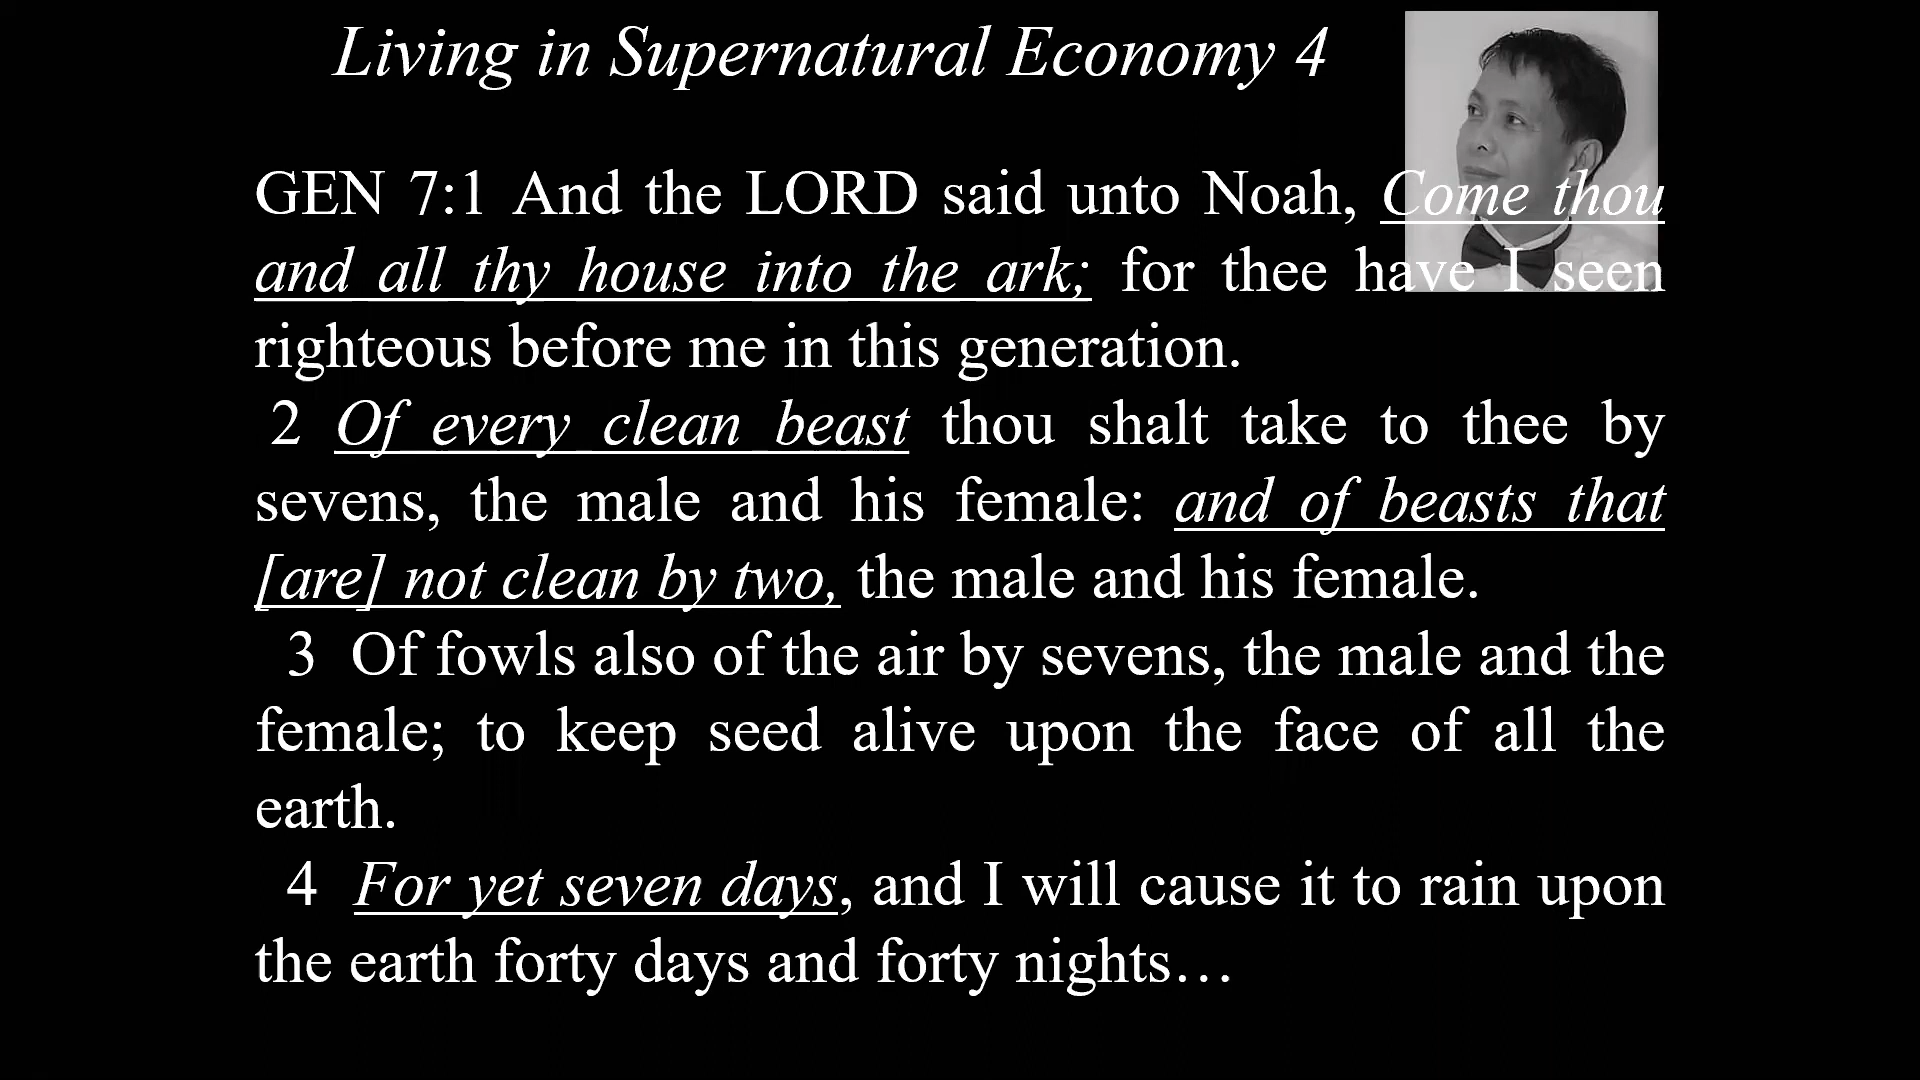 Living in Supernatural Economy 4
GEN 7:1 And the LORD said unto Noah, Come thou
and all thy house into the ark; for thee have I seen
righteous before me in this generation.
2 Of every clean beast thou shalt take to thee by
sevens, the male and his female: and of beasts that
[are] not clean by two, the male and his female.
3 Of fowls also of the air by sevens, the male and the
female; to keep seed alive upon the face of all the
earth.
4 For yet seven days, and I will cause it to rain upon
the earth forty days and forty nights…